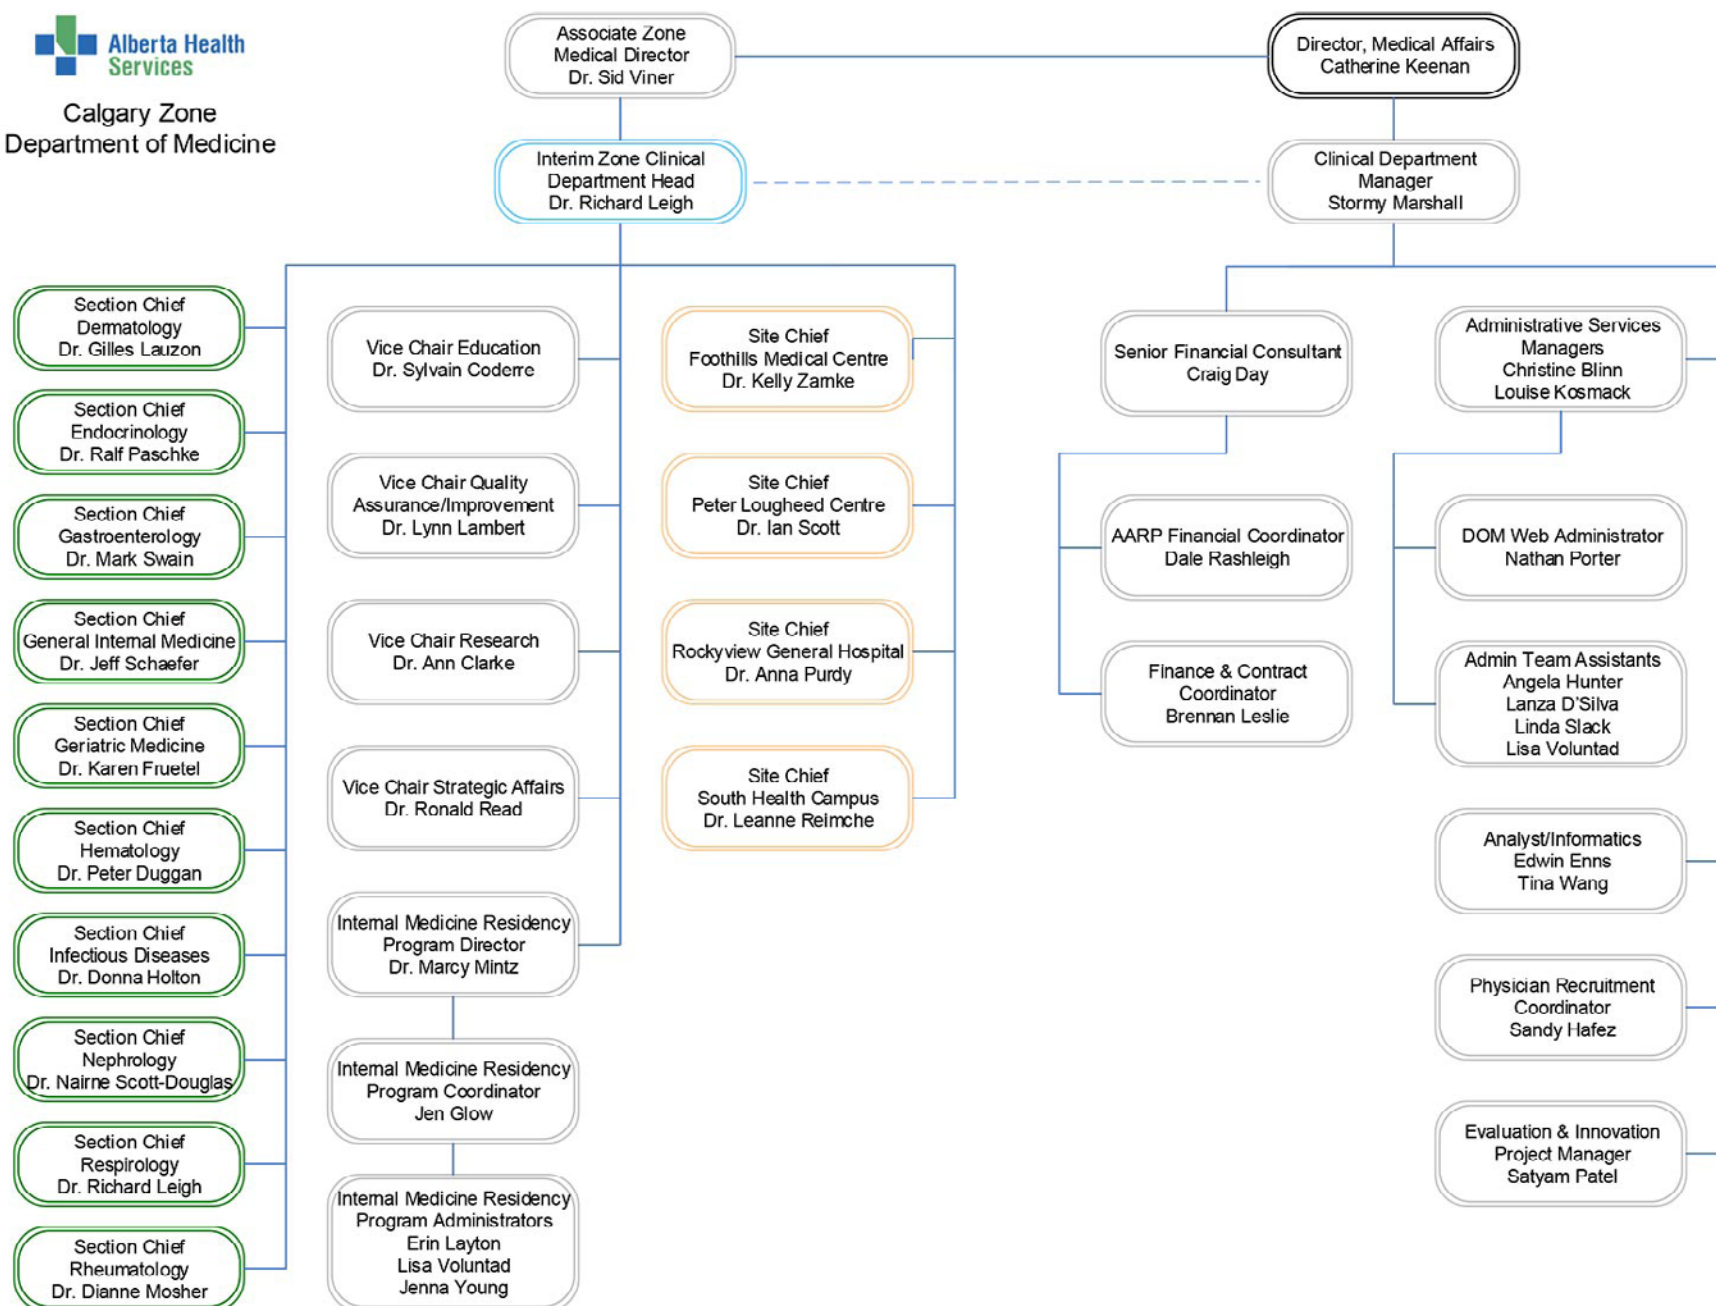 Alberta Health
Services
Calgary Zone
Department of Medicine
Associate Zone
Medical Director
Dr. Sid Viner
Director, Medical Affairs
Catherine Keenan
Interim Zone Clinical
Department Head
Dr. Richard Leigh
Clinical Department
Manager
Stormy Marshall
Section Chief
Dermatology
Dr. Gilles Lauzon
Section Chief
Endocrinology
Dr. Ralf Paschke
Section Chief
Gastroenterology
Dr. Mark Swain
Section Chief
General Internal Medicine
Dr. Jeff Schaefer
Section Chief
Geriatric Medicine
Dr. Karen Fruetel
Section Chief
Hematology
Dr. Peter Duggan
Section Chief
Infectious Diseases
Dr. Donna Holton
Section Chief
Nephrology
Dr. Nairne Scott-Douglas
Section Chief
Respirology
Dr. Richard Leigh
Section Chief
Rheumatology
Dr. Dianne Mosher
Vice Chair Education
Dr. Sylvain Coderre
Vice Chair Quality
Assurance/Improvement
Dr. Lynn Lambert
Vice Chair Research
Dr. Ann Clarke
Vice Chair Strategic Affairs
Dr. Ronald Read
Internal Medicine Residency
Program Director
Dr. Marcy Mintz
Internal Medicine Residency
Program Coordinator
Jen Glow
Internal Medicine Residency
Program Administrators
Erin Layton
Lisa Voluntad
Jenna Young
Site Chief
Foothills Medical Centre
Dr. Kelly Zarnke
Site Chief
Peter Lougheed Centre
Dr. Ian Scott
Site Chief
Rockyview General Hospital
Dr. Anna Purdy
Site Chief
South Health Campus
Dr. Leanne Reimche
Senior Financial Consultant
Craig Day
AARP Financial Coordinator
Dale Rashleigh
Finance & Contract
Coordinator
Brennan Leslie
Administrative Services
Managers
Christine Blinn
Louise Kosmack
DOM Web Administrator
Nathan Porter
Admin Team Assistants
Angela Hunter
Lanza D'Silva
Linda Slack
Lisa Voluntad
Analyst/Informatics
Edwin Enns
Tina Wang
Physician Recruitment
Coordinator
Sandy Hafez
Evaluation & Innovation
Project Manager
Satyam Patel